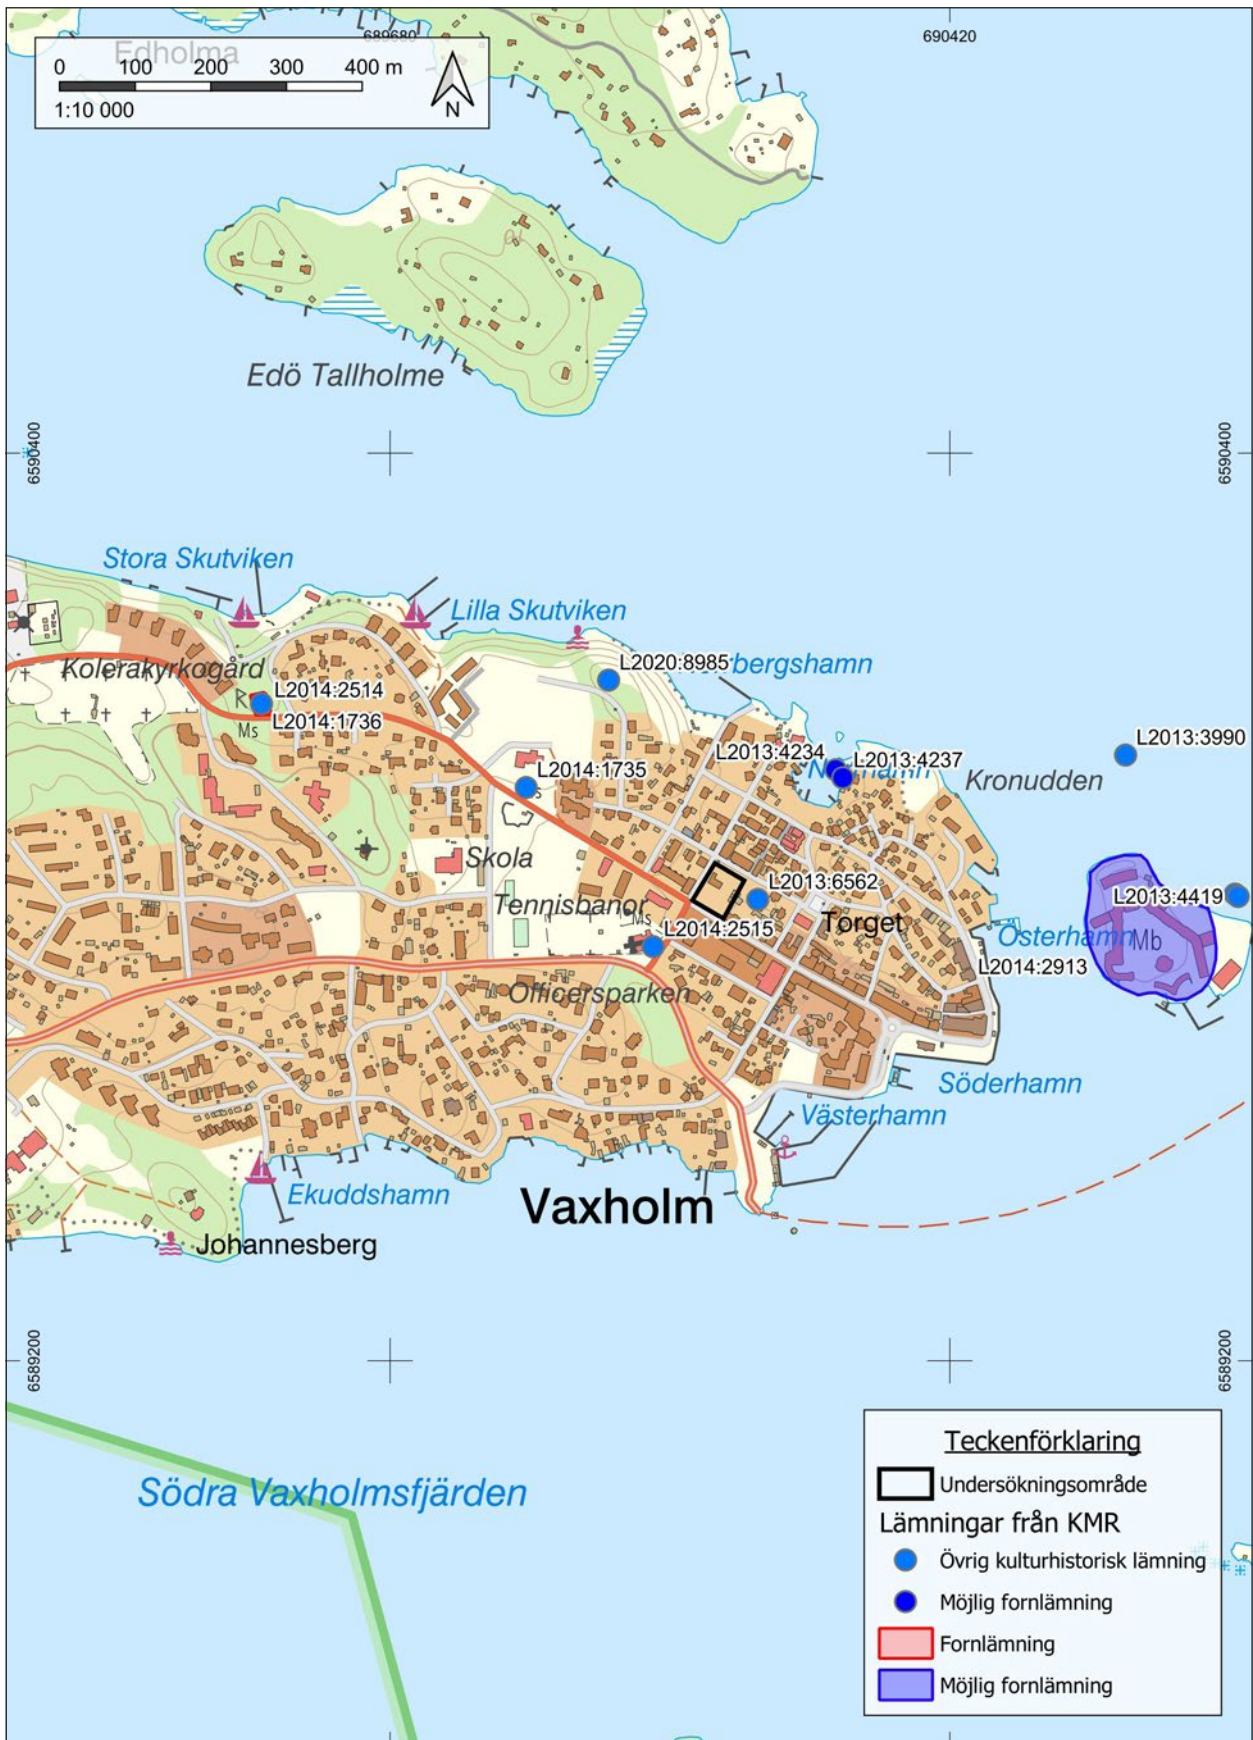 Edholma
689680
690420
0 100 200 300 400 m
1:10 000
N
Edö Tallholme
6590400
6590400
Stora Skutviken
Lilla Skutviken
Kolerakyrkogård
L2020:8985
rbergshamn
L2014:2514
R
L2014:1736
Ms
L2013:3990
L2013:4234
L2013:4237
Kronudden
L2014:1735
Skola
L2013:6562
L2013:4419
Tennisbanor
Ms
Torget
L2014:2515
Österhamn
Mb
L2014:2913
Officersparken
Söderhamn
Västerhamn
Ekuddshamn
Vaxholm
Johannesberg
6589200
6589200
Södra Vaxholmsfjärden
Teckenförklaring
Undersökningsområde
Lämningar från KMR
Övrig kulturhistorisk lämning
Möjlig fornlämning
Fornlämning
Möjlig fornlämning